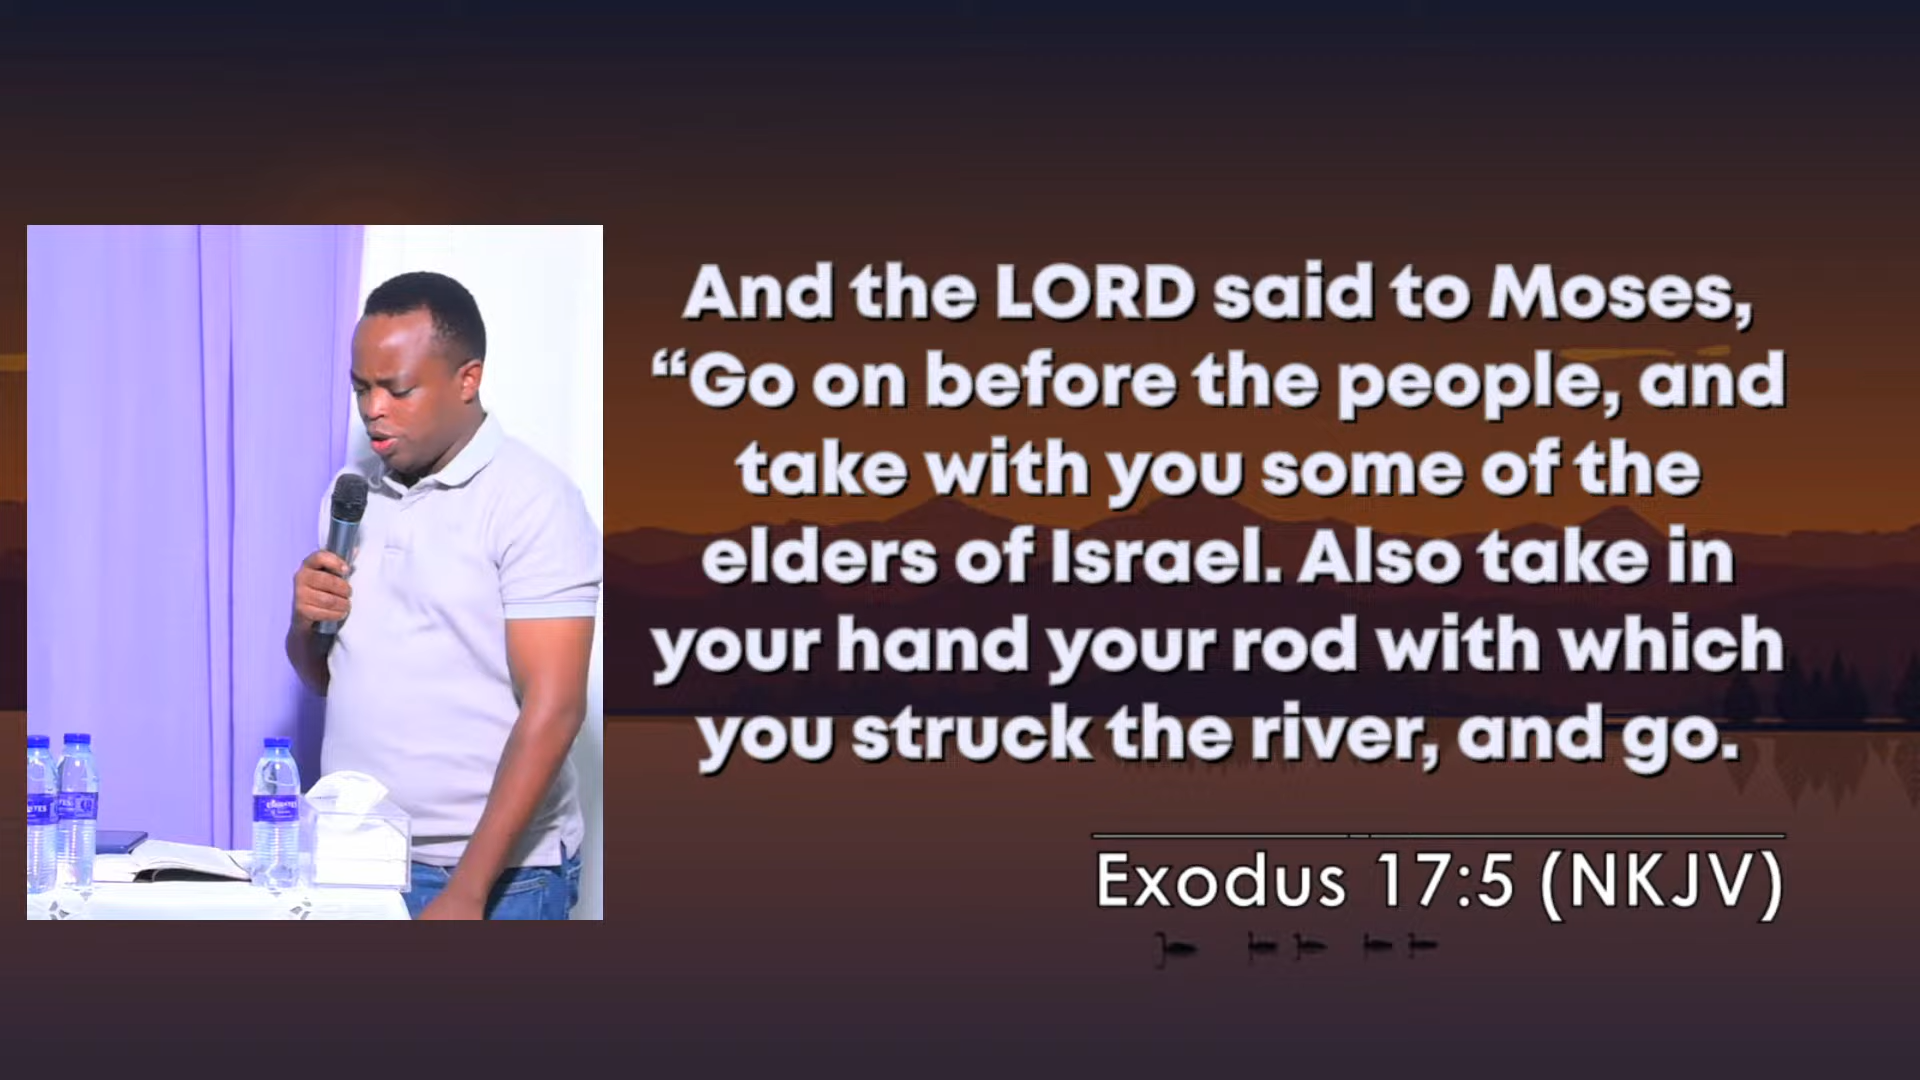 And the LORD said to Moses,
“Go on before the people, and
take with you some of the
elders of Israel. Also take in
your hand your rod with which
you struck the river, and go.
Exodus 17:5 (NKJV)